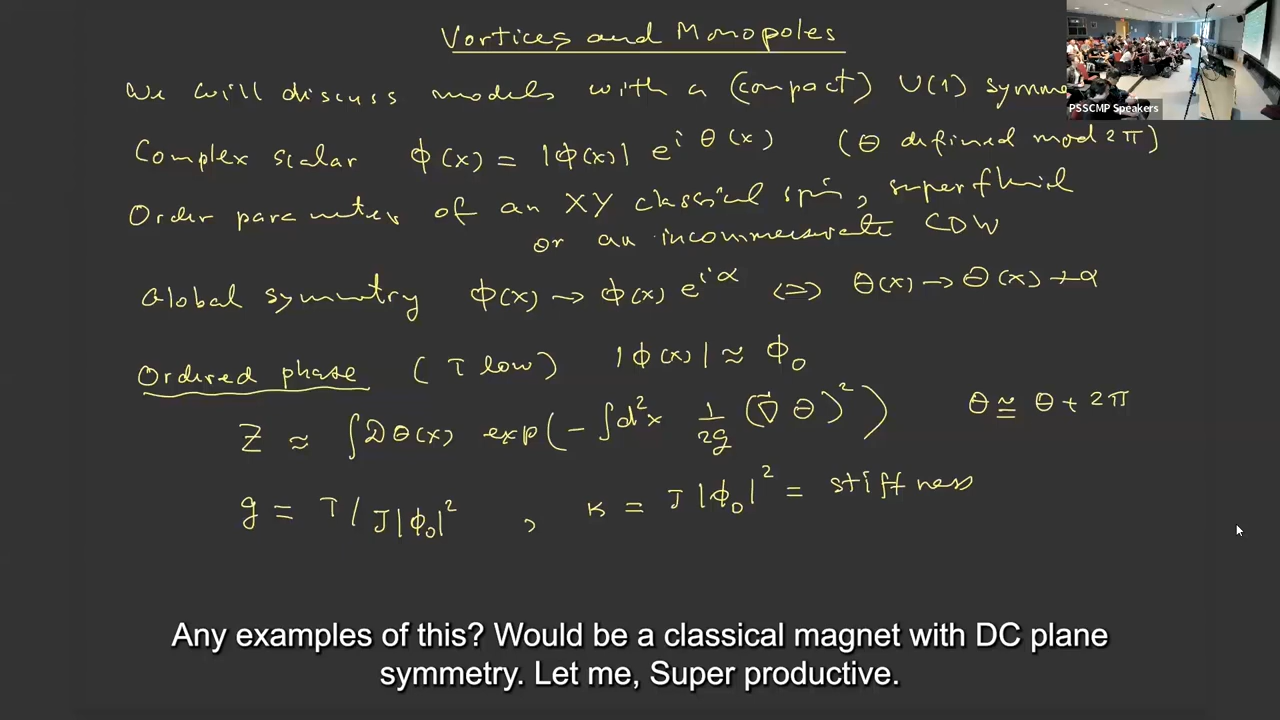 Vortices and Monopoles
We will discuss models with a (compact) U(1) symme
PSSCMP Speakers
Complex scalar ϕ(x) = |ϕ(x)| e^{iθ(x)} (θ defined mod 2π)
Order parameter of an XY classical spin, superfluid
or an incommensurate CDW
Global symmetry ϕ(x) → ϕ(x) e^{iα} ⟺ θ(x) → θ(x) + α
Ordered phase (T low) |ϕ(x)| ≈ ϕ₀
Z ≈ ∫Dθ(x) exp(-∫d²x 1/2g (∇⃗θ)²) θ ≅ θ + 2π
g = T/J|ϕ₀|² , κ = J|ϕ₀|² = stiffness
Any examples of this? Would be a classical magnet with DC plane
symmetry. Let me, Super productive.